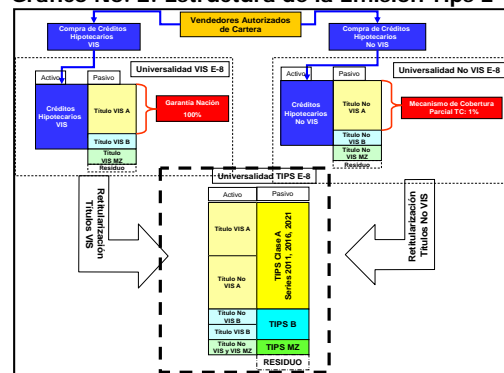 Gráfico No. 2. Estructura de la Emisión Tips E
Vendedores Autorizados
de Cartera
Compra de Créditos
Hipotecarios
VIS
Compra de Créditos
Hipotecarios
No VIS
Universalidad VIS E-8
Activo
Pasivo
Créditos
Hipotecarios
VIS
Título VIS A
Título
VIS B
Título
VIS MZ
Residuo
Garantía Nación
100%
Universalidad No VIS E-8
Activo
Pasivo
Créditos
Hipotecarios
No VIS
Título No
VIS A
Título No
VIS B
Título No
VIS MZ
Residuo
Mecanismo de Cobertura
Parcial TC: 1%
Retitularización
Títulos VIS
Universalidad TIPS E-8
Activo
Pasivo
Título VIS A
Título No
VIS A
Título No
VIS B
Título VIS B
Título No
VIS y VIS MZ
TIPS Clase A
Series 2011, 2016, 2021
TIPS B
TIPS MZ
RESIDUO
Retitularización
Títulos No VIS